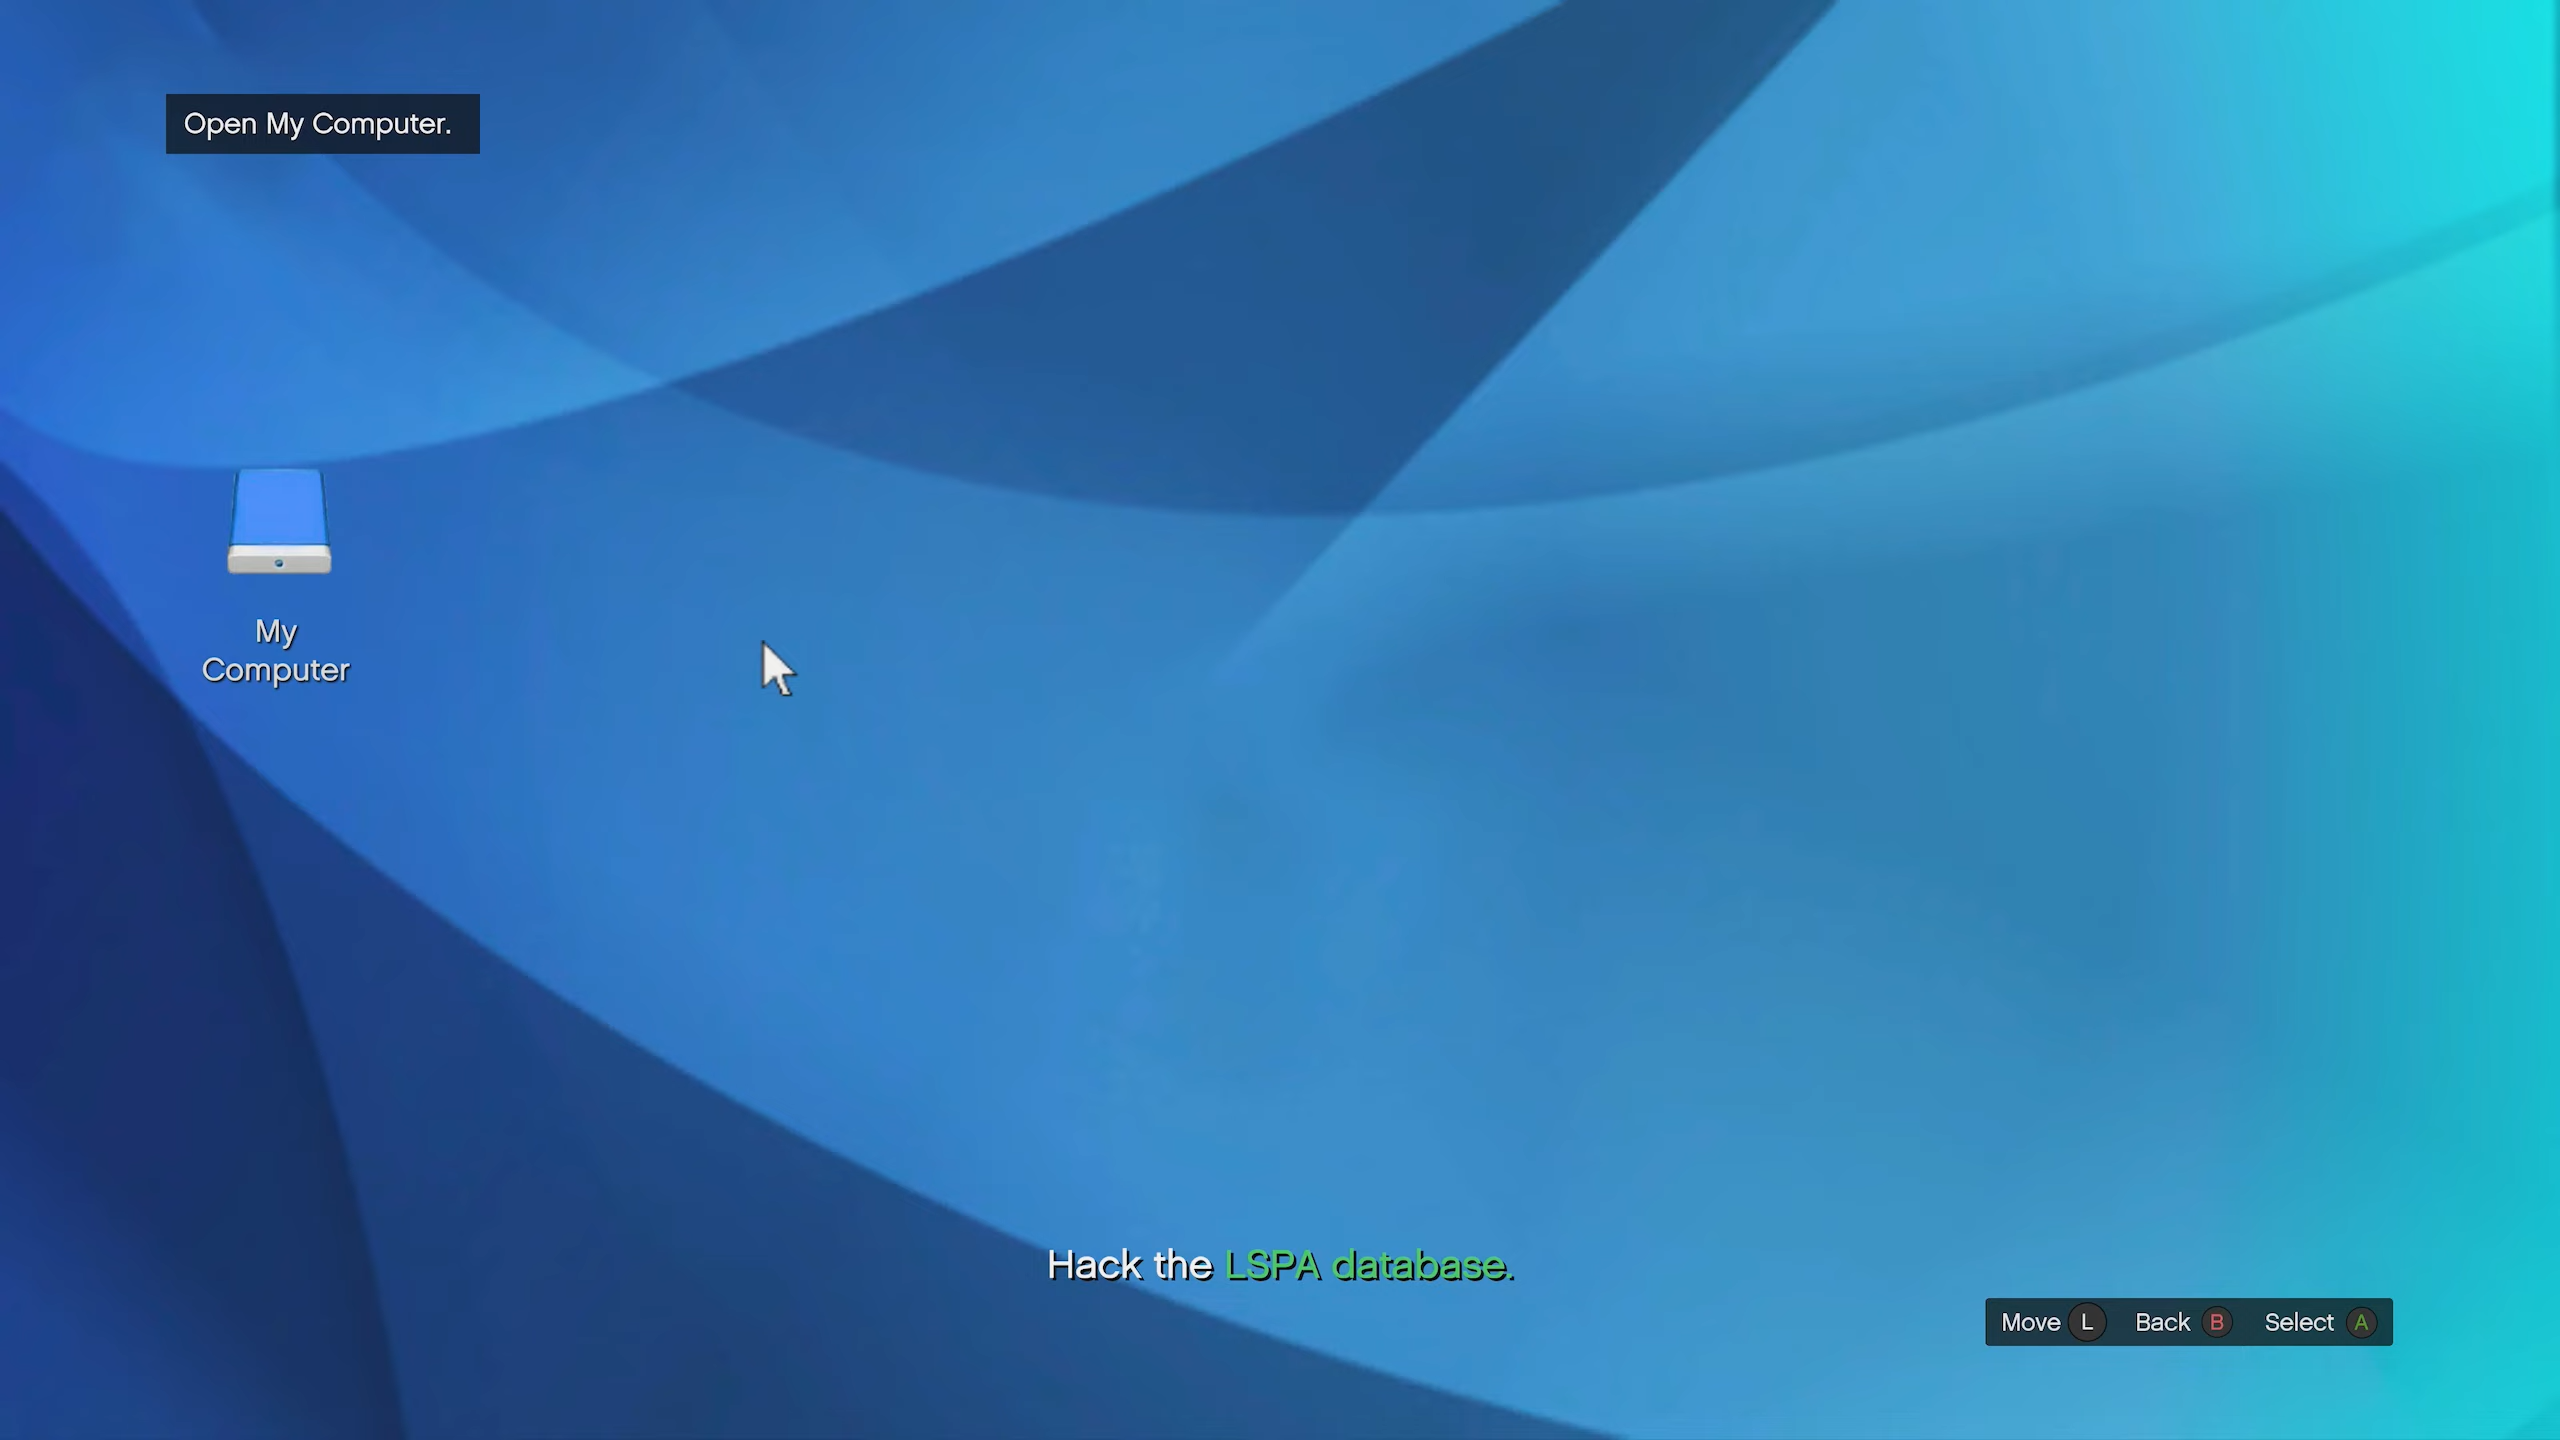 Open My Computer.
My
Computer
Hack the LSPA database.
Move L Back B Select A